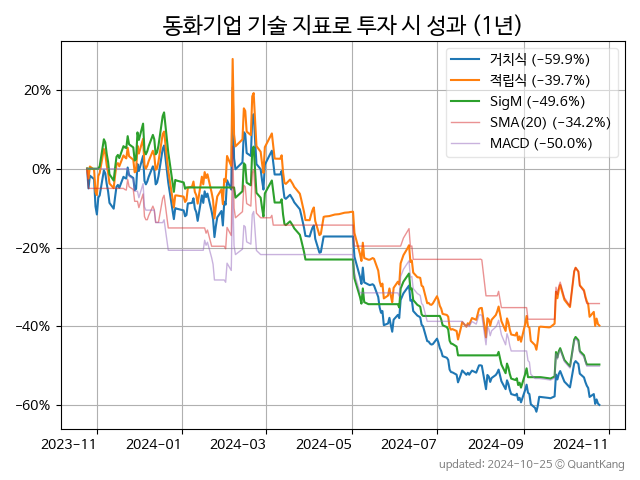 동화기업 기술 지표로 투자 시 성과 (1년)
거치식 (−59.9%)
적립식 (−39.7%)
SigM (−49.6%)
SMA(20) (−34.2%)
MACD (−50.0%)
20%
0%
−20%
−40%
−60%
2023-11 2024-01 2024-03 2024-05 2024-07 2024-09 2024-11
updated: 2024-10-25 © QuantKang